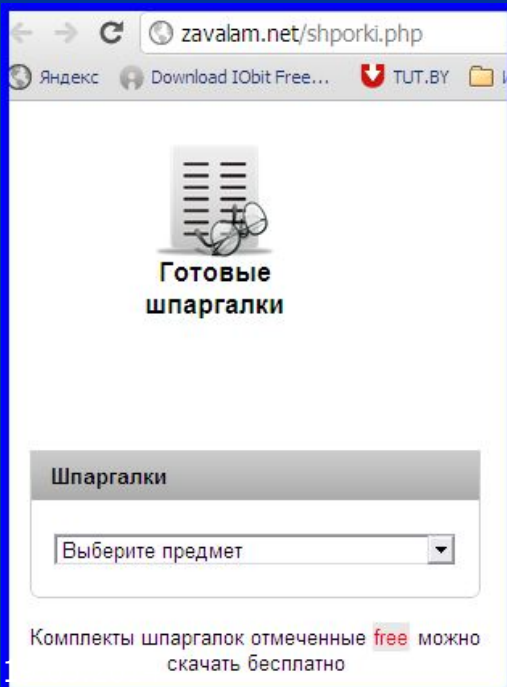 zavalam.net/shporki.php
Яндекс Download IObit Free... TUT.BY
Готовые
шпаргалки
Шпаргалки
Выберите предмет
Комплекты шпаргалок отмеченные free можно
скачать бесплатно